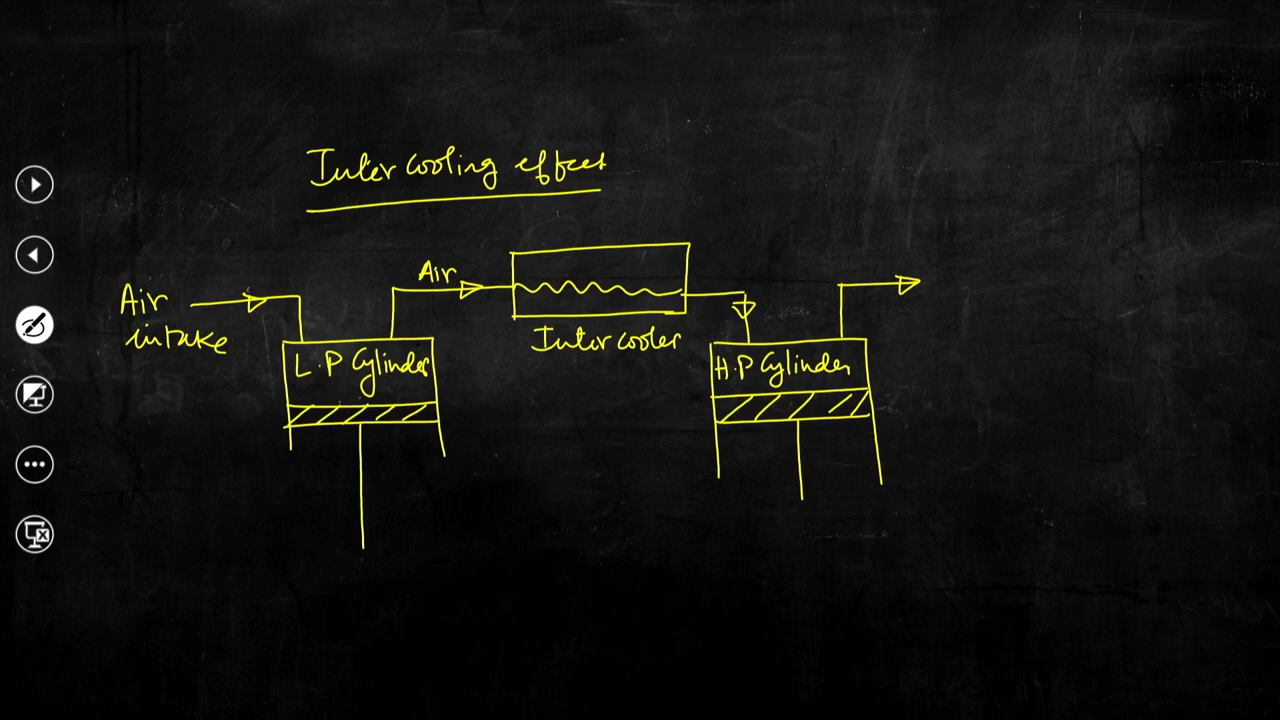 Inter cooling effect
Air
Air
intake
Inter cooler
L.P Cylinder
H.P Cylinder